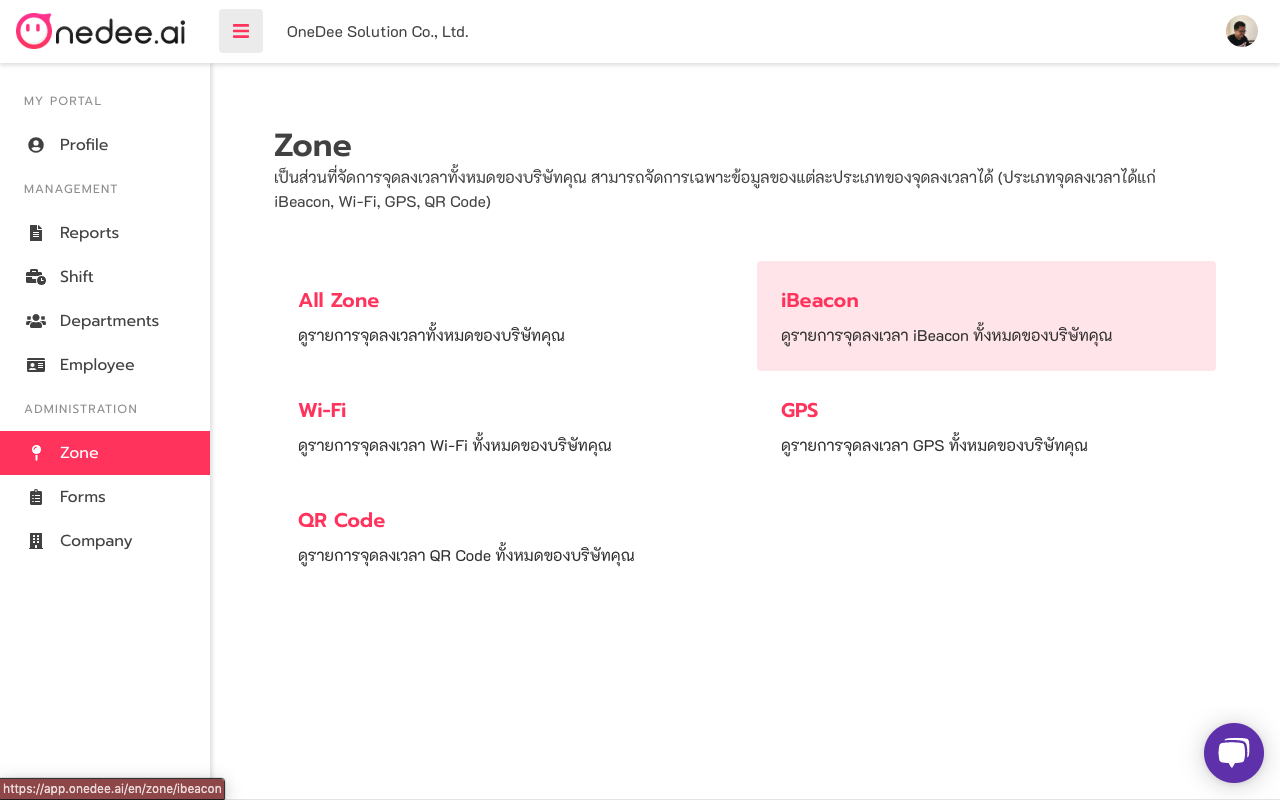 Onedee.ai
OneDee Solution Co., Ltd.
MY PORTAL
Profile
MANAGEMENT
Reports
Shift
Departments
Employee
ADMINISTRATION
Zone
Forms
Company
Zone
เป็นส่วนที่จัดการจุดลงเวลาทั้งหมดของบริษัทคุณ สามารถจัดการเฉพาะข้อมูลของแต่ละประเภทของจุดลงเวลาได้ (ประเภทจุดลงเวลาได้แก่
iBeacon, Wi-Fi, GPS, QR Code)
All Zone
ดูรายการจุดลงเวลาทั้งหมดของบริษัทคุณ
iBeacon
ดูรายการจุดลงเวลา iBeacon ทั้งหมดของบริษัทคุณ
Wi-Fi
ดูรายการจุดลงเวลา Wi-Fi ทั้งหมดของบริษัทคุณ
GPS
ดูรายการจุดลงเวลา GPS ทั้งหมดของบริษัทคุณ
QR Code
ดูรายการจุดลงเวลา QR Code ทั้งหมดของบริษัทคุณ
https://app.onedee.ai/en/zone/ibeacon